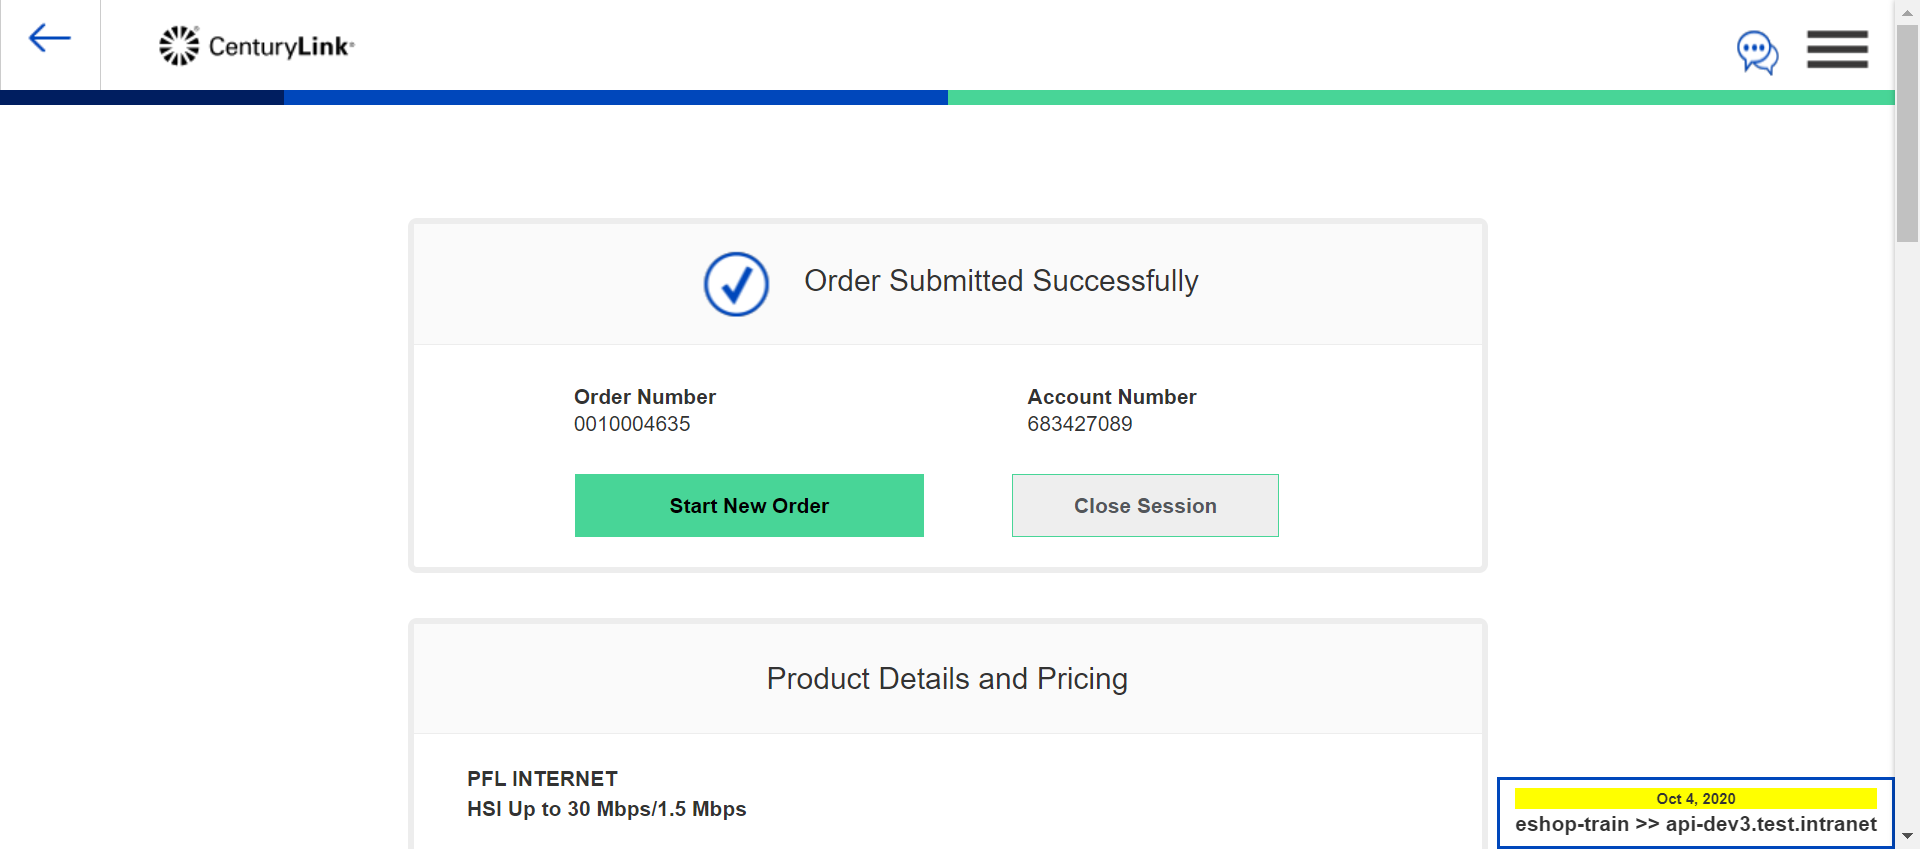 CenturyLink®
Order Submitted Successfully
Order Number
0010004635
Account Number
683427089
Start New Order
Close Session
Product Details and Pricing
PFL INTERNET
HSI Up to 30 Mbps/1.5 Mbps
Oct 4, 2020
eshop-train >> api-dev3.test.intranet